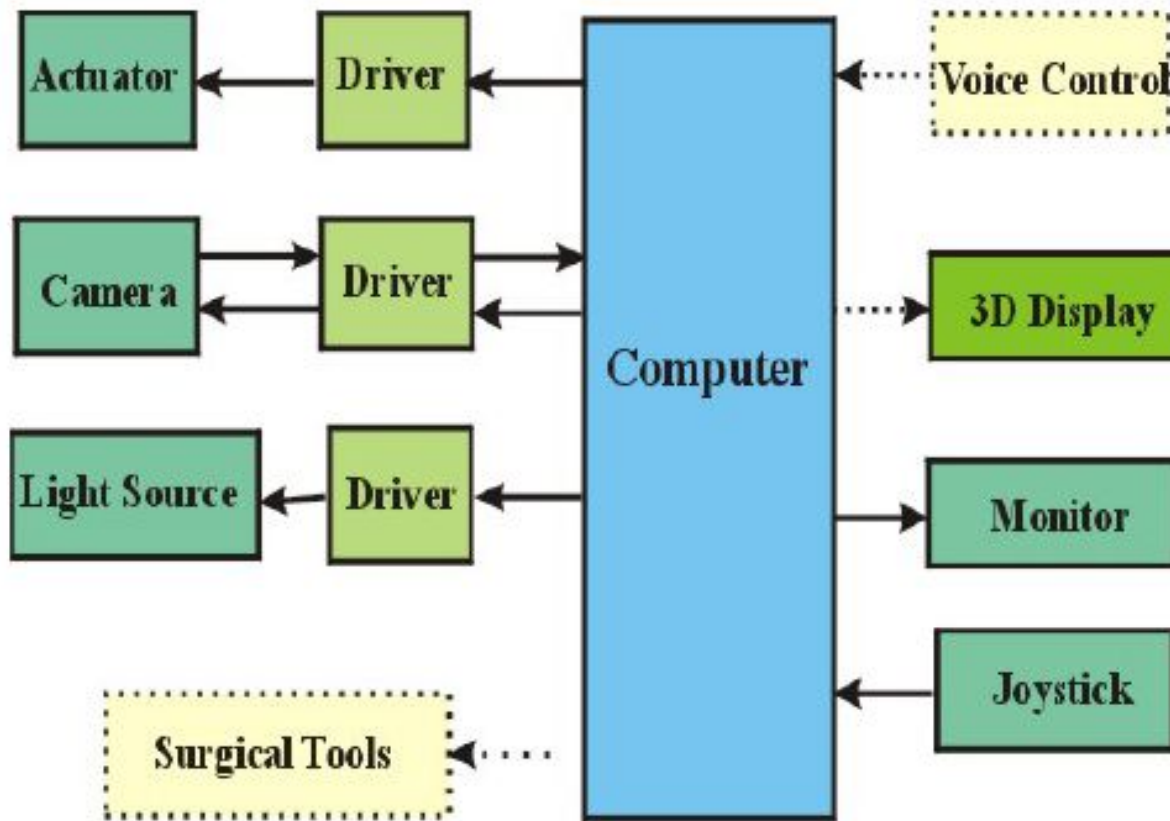 Actuator
Driver
Voice Control
Camera
Driver
3D Display
Computer
Light Source
Driver
Monitor
Joystick
Surgical Tools